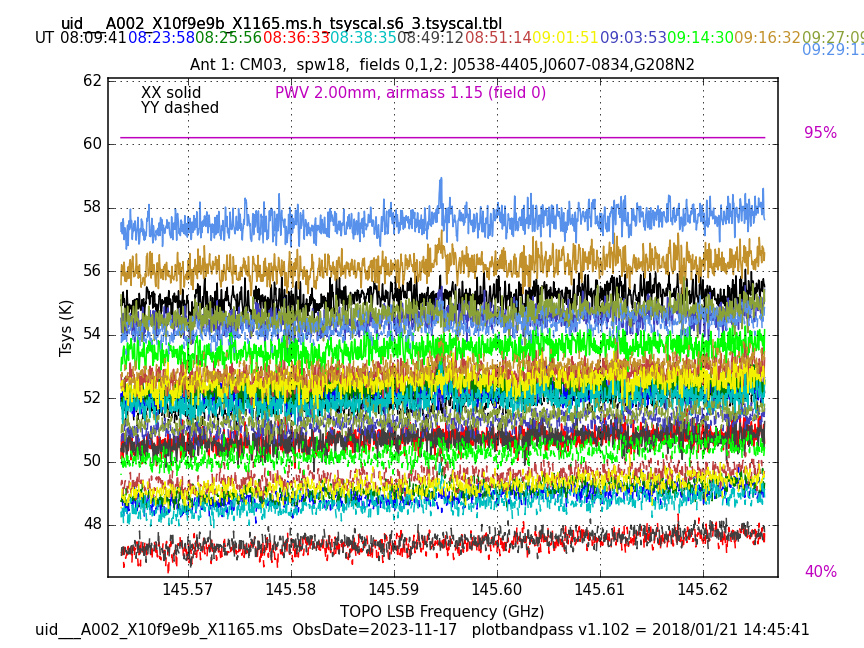 uid___A002_X10f9e9b_X1165.ms.h_tsyscal.s6_3.tsyscal.tbl
UT 08:09:41 08:23:58 08:25:56 08:36:33 08:38:35 08:49:12 08:51:14 09:01:51 09:03:53 09:14:30 09:16:32 09:27:09
09:29:11
Ant 1: CM03, spw18, fields 0,1,2: J0538-4405,J0607-0834,G208N2
XX solid PWV 2.00mm, airmass 1.15 (field 0)
YY dashed
95%
40%
62
60
58
56
54
52
50
48
Tsys (K)
145.57 145.58 145.59 145.60 145.61 145.62
TOPO LSB Frequency (GHz)
uid___A002_X10f9e9b_X1165.ms ObsDate=2023-11-17 plotbandpass v1.102 = 2018/01/21 14:45:41